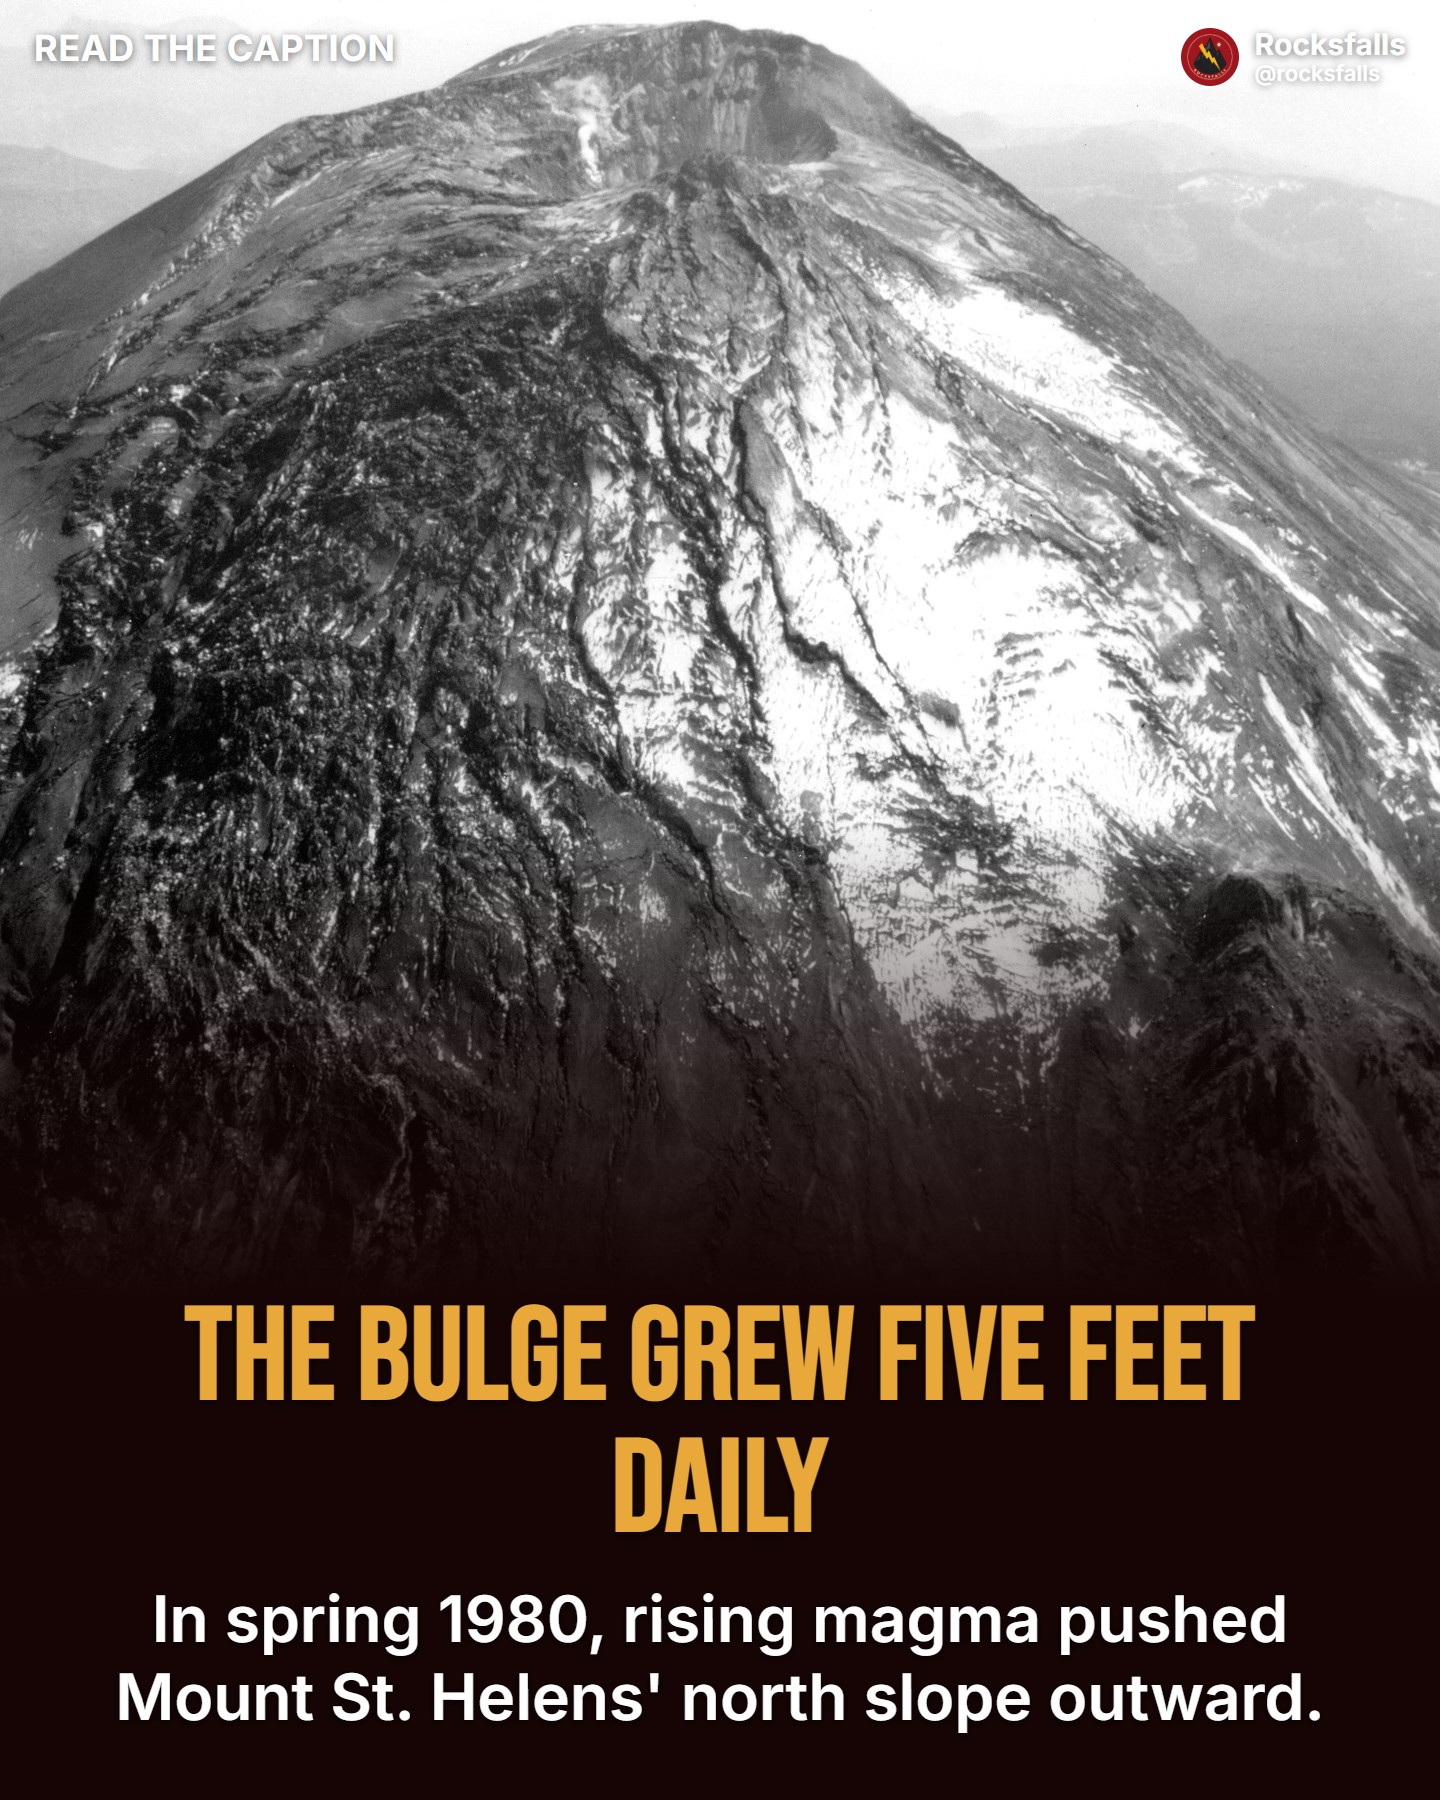 READ THE CAPTION
Rocksfalls
@rocksfalls
THE BULGE GREW FIVE FEET
DAILY
In spring 1980, rising magma pushed
Mount St. Helens' north slope outward.